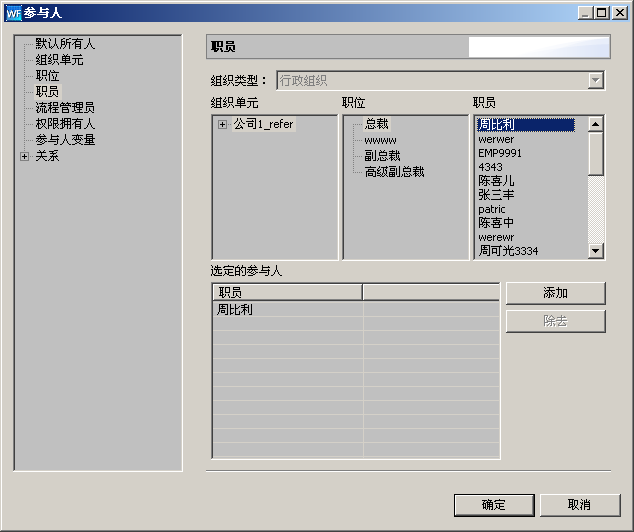 WF 参与人
默认所有人
组织单元
职位
职员
流程管理员
权限拥有人
参与人变量
关系
职员
组织类型： 行政组织
组织单元 职位 职员
公司1_refer
总裁
wwww
副总裁
高级副总裁
周比利
werwer
EMP9991
4343
陈喜儿
张三丰
patric
陈喜中
werewr
周可光3334
选定的参与人
职员
周比利
添加
除去
确定 取消